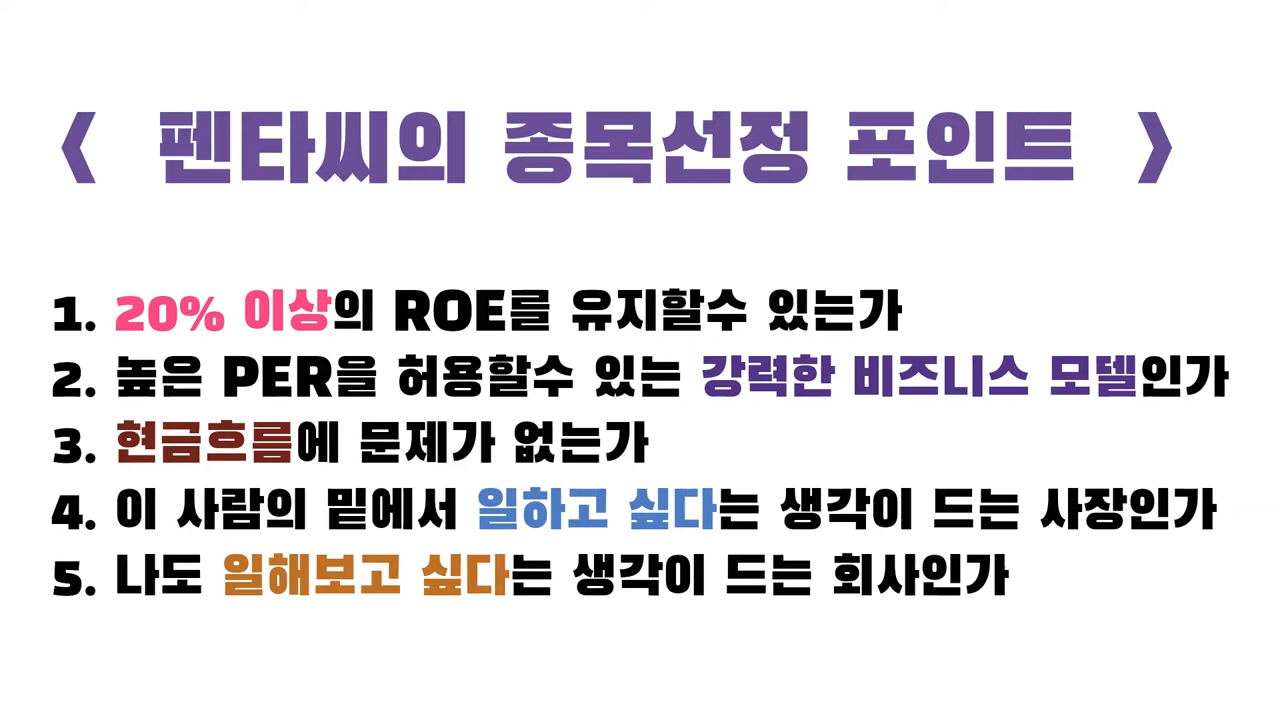 〈 펜타씨의 종목선정 포인트 〉
1. 20% 이상의 ROE를 유지할수 있는가
2. 높은 PER을 허용할수 있는 강력한 비즈니스 모델인가
3. 현금흐름에 문제가 없는가
4. 이 사람의 밑에서 일하고 싶다는 생각이 드는 사장인가
5. 나도 일해보고 싶다는 생각이 드는 회사인가